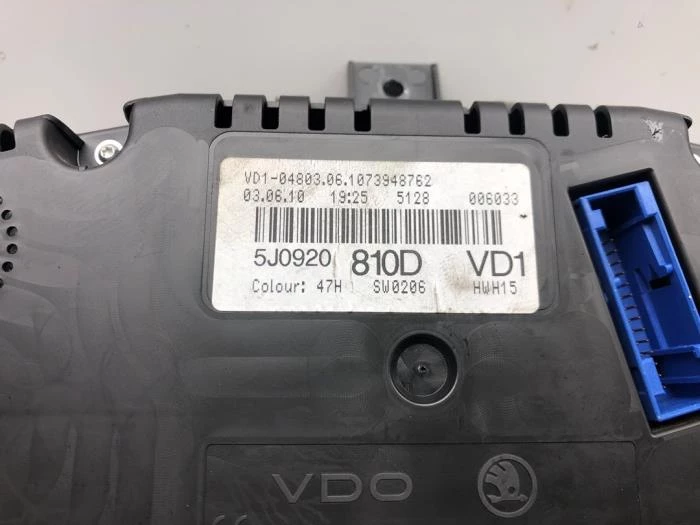 VD1-04803.06.1073948762
03.06.10 19:25 5128 006033
5J0920 810D VD1
Colour: 47H SW0206 HWH15
VDO